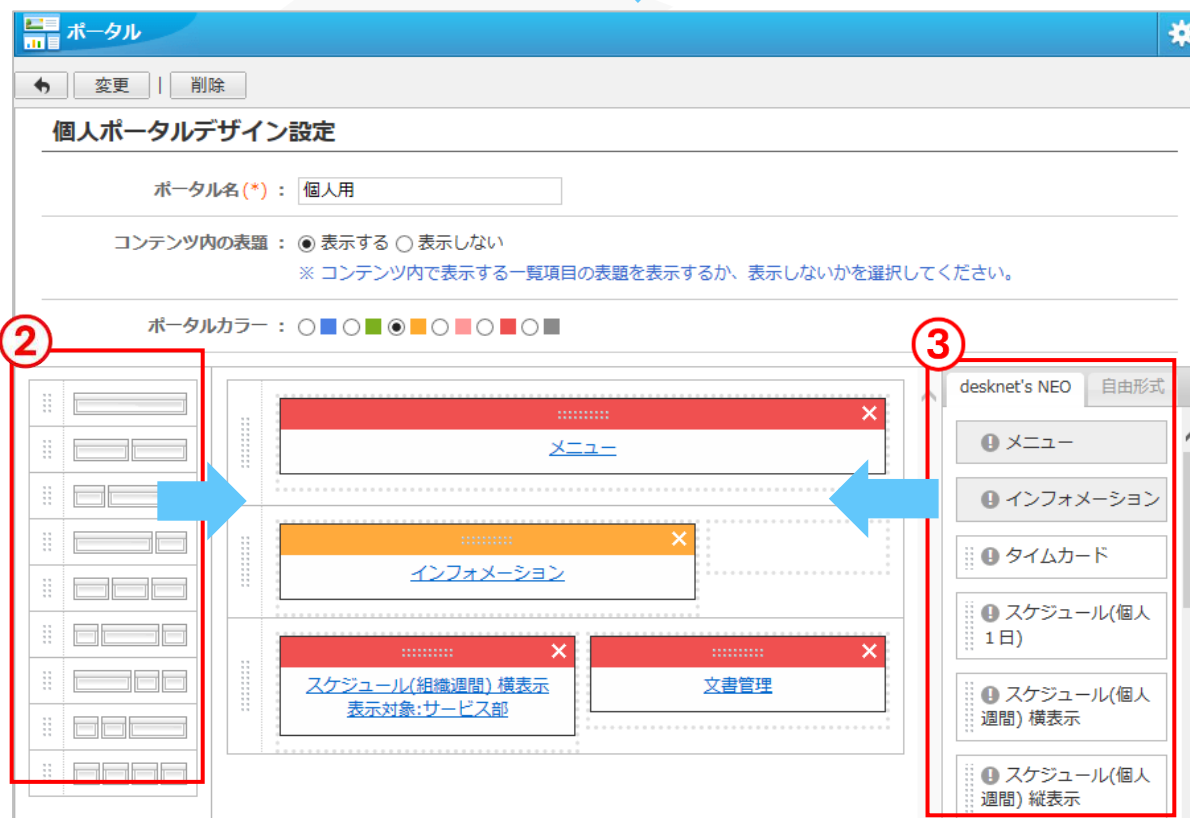 ポータル
変更 | 削除
個人ポータルデザイン設定
ポータル名(*) : 個人用
コンテンツ内の表題 : 表示する 表示しない
※ コンテンツ内で表示する一覧項目の表題を表示するか、表示しないかを選択してください。
ポータルカラー :
2
3
メニュー
インフォメーション
スケジュール(組織週間) 横表示
表示対象:サービス部
文書管理
desknet's NEO 自由形式
メニュー
インフォメーション
タイムカード
スケジュール(個人
1日)
スケジュール(個人
週間) 横表示
スケジュール(個人
週間) 縦表示